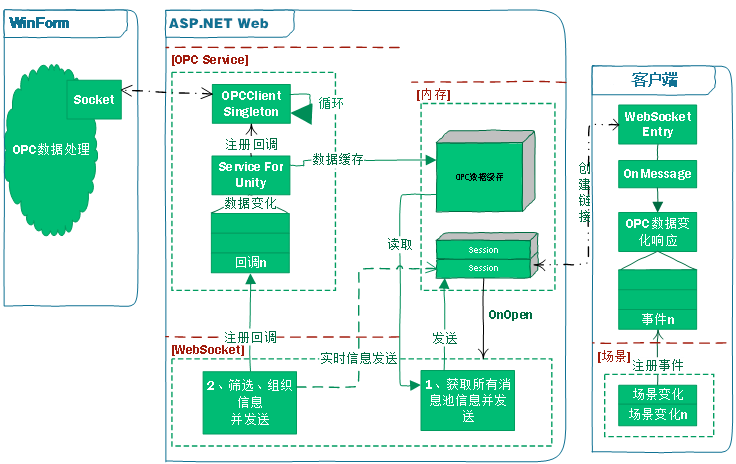 WinForm
Socket
OPC数据处理
ASP.NET Web
[OPC Service]
OPCClient
Singleton
循环
注册回调
Service For
Unity
数据缓存
数据变化
回调n
注册回调
[内存]
OPC数据缓存
读取
Session
Session
OnOpen
发送
[WebSocket]
实时信息发送
2、筛选、组织
信息
并发送
1、获取所有消
息池信息并发
送
客户端
WebSocket
Entry
创
建
链
接
OnMessage
OPC数据变
化响应
事件n
[场景]
注册事件
场景变化
场景变化n